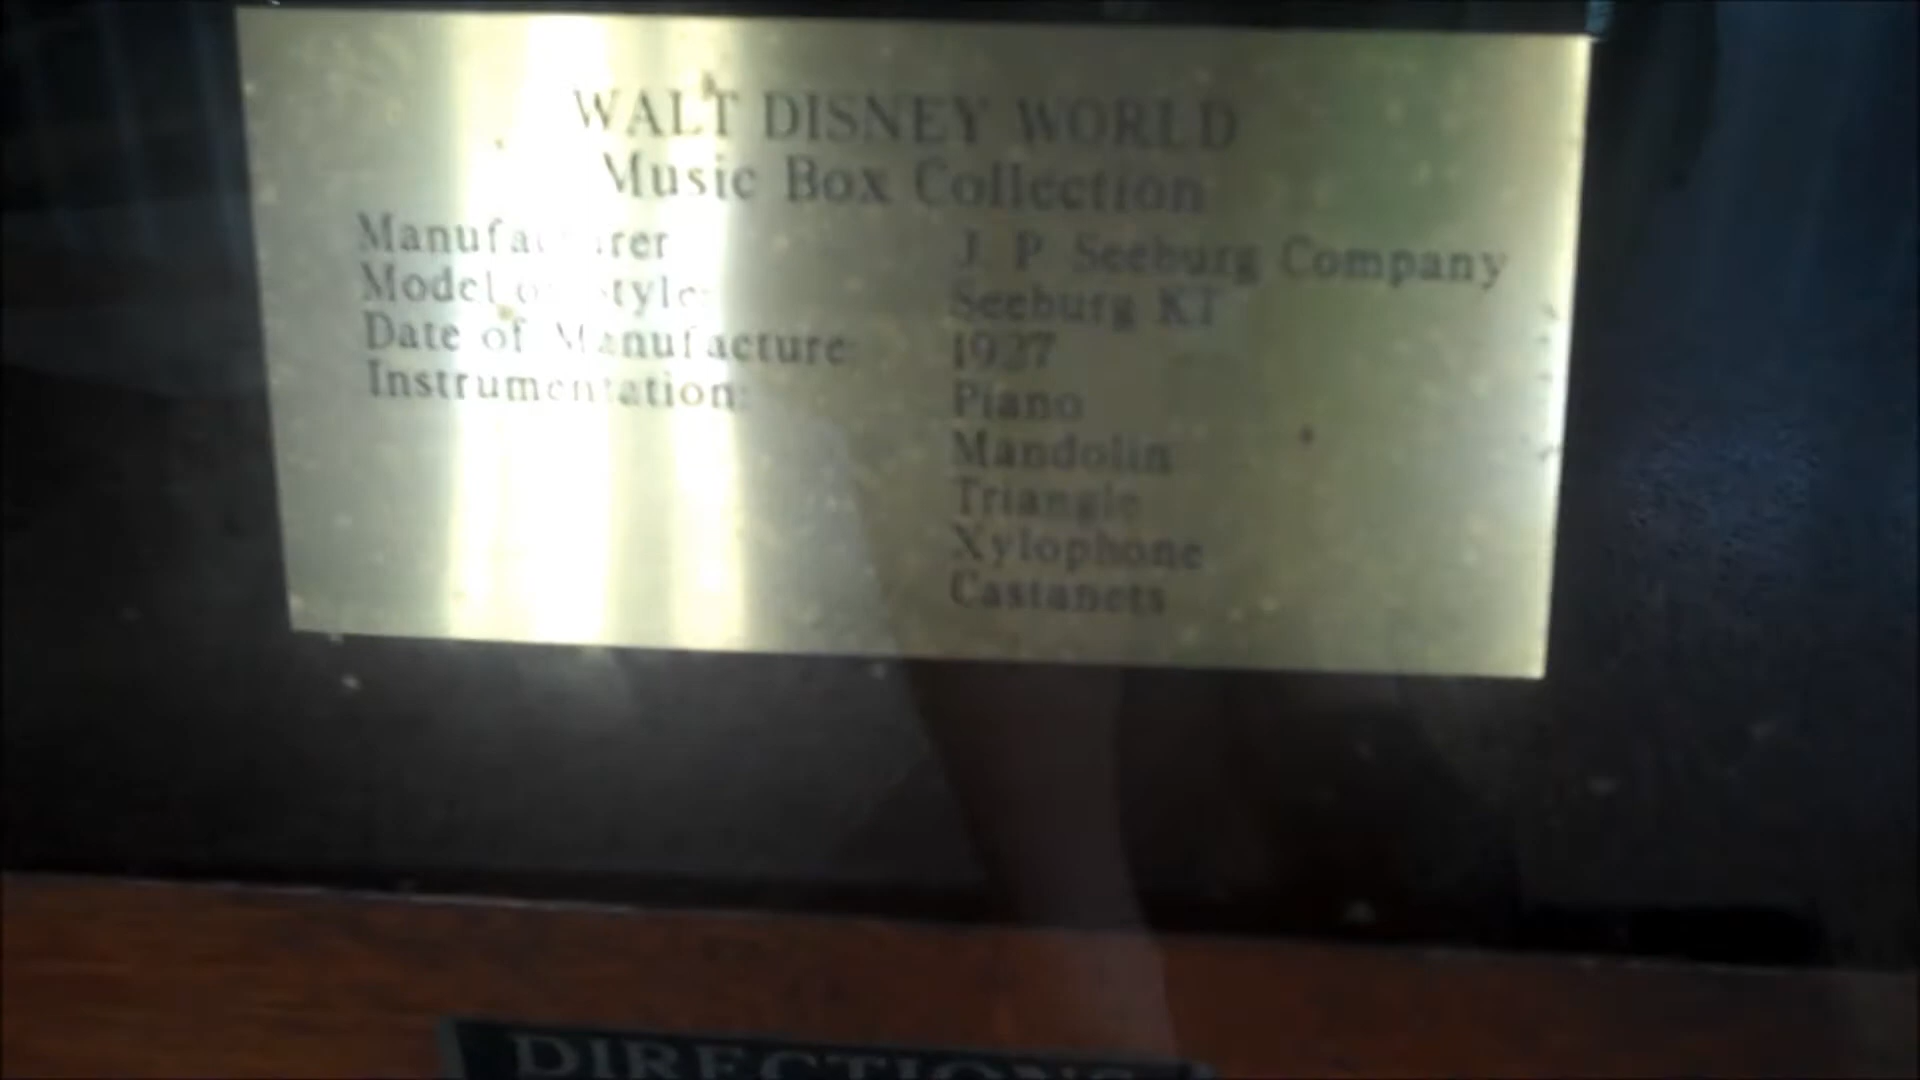 WALT DISNEY WORLD
Music Box Collection
Manufacturer J. P. Seeburg Company
Model or Style: Seeburg KT
Date of Manufacture: 1927
Instrumentation: Piano
Mandolin
Triangle
Xylophone
Castanets
DIRECTIONS